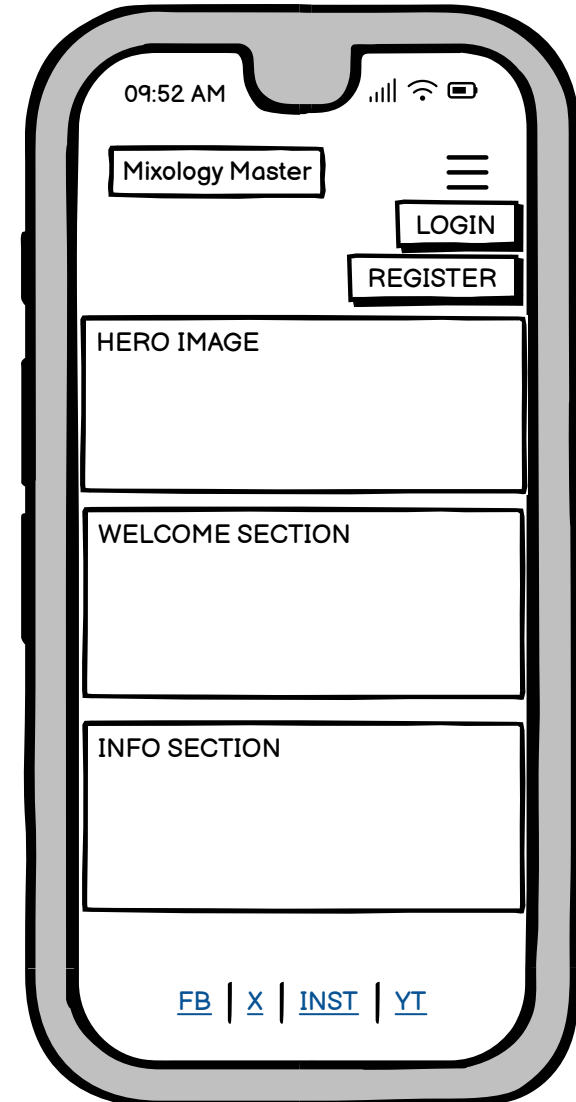 09:52 AM
Mixology Master
LOGIN
REGISTER
HERO IMAGE
WELCOME SECTION
INFO SECTION
FB | X | INST | YT